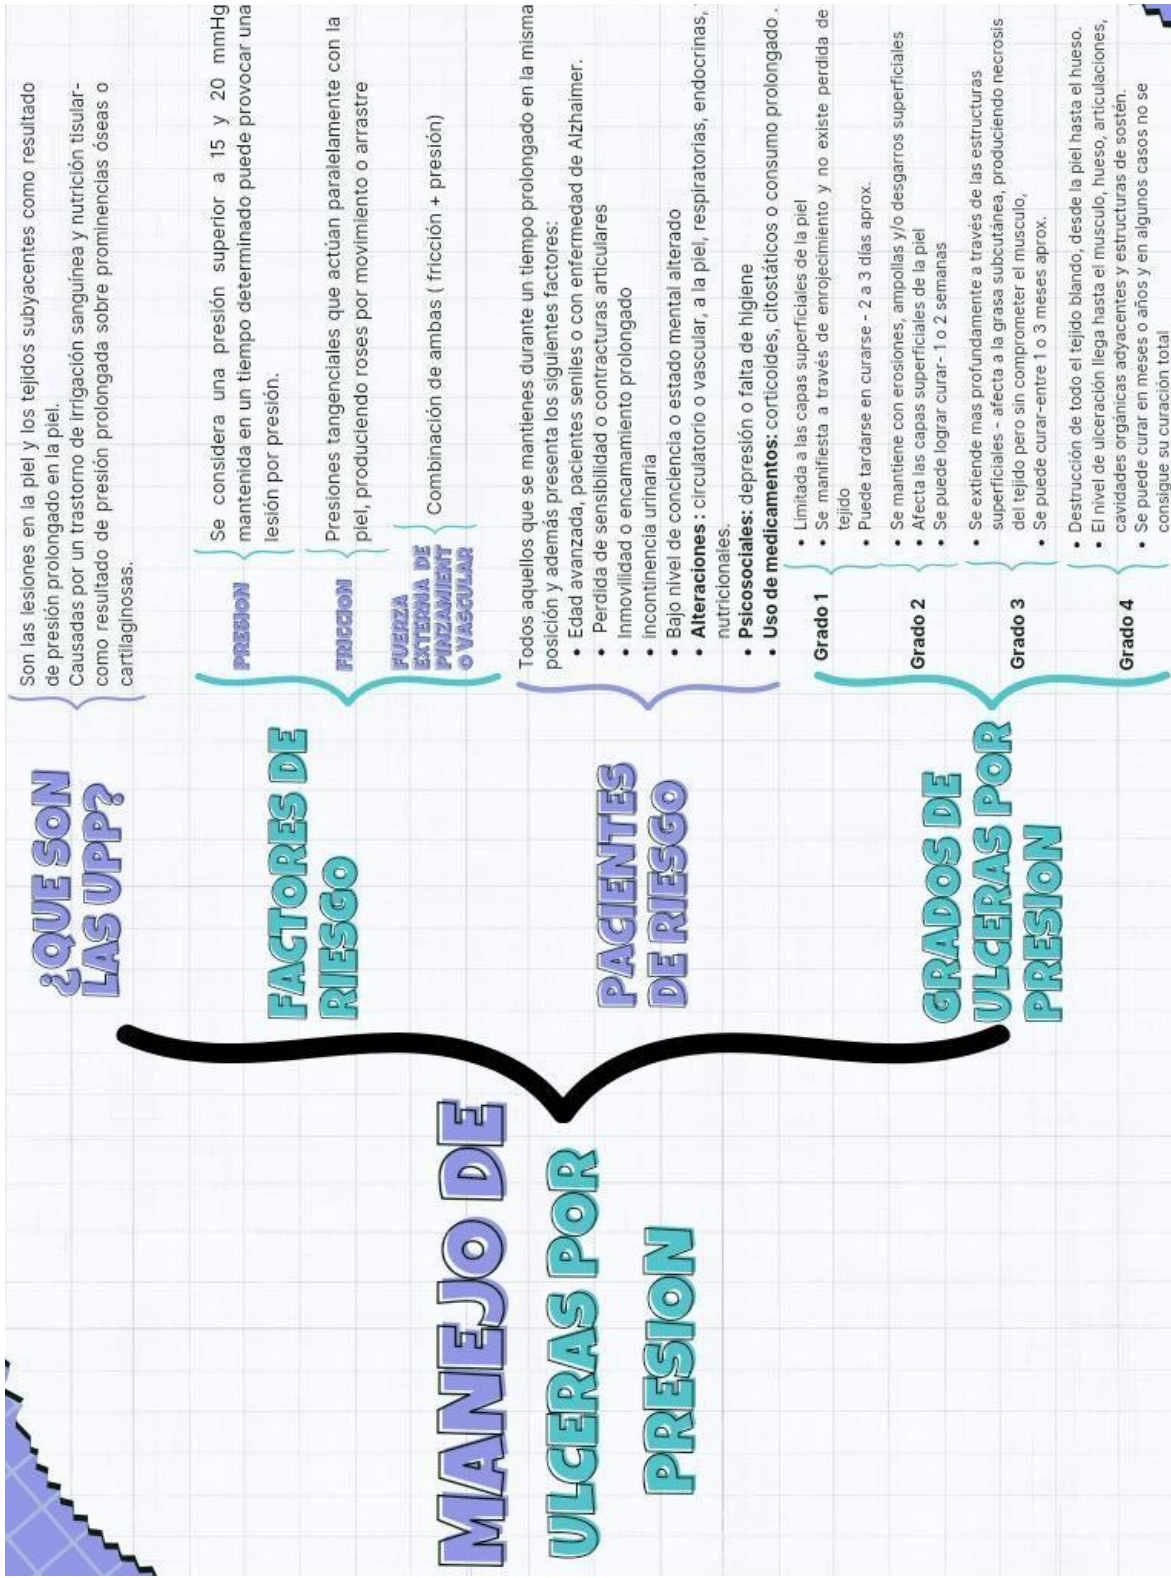 MANEJO DE
ULCERAS POR
PRESION
¿QUE SON
LAS UPP?
Son las lesiones en la piel y los tejidos subyacentes como resultado
de presión prolongado en la piel.
Causadas por un trastorno de irrigación sanguínea y nutrición tisular-
como resultado de presión prolongada sobre prominencias óseas o
cartilaginosas.
FACTORES DE
RIESGO
PRESION
Se considera una presión superior a 15 y 20 mmHg
mantenida en un tiempo determinado puede provocar una
lesión por presión.
FRICCION
Presiones tangenciales que actúan paralelamente con la
piel, produciendo roses por movimiento o arrastre
FUERZA
EXTERNA DE
PINZAMIENT
O VASCULAR
Combinación de ambas ( fricción + presión)
PACIENTES
DE RIESGO
Todos aquellos que se mantienes durante un tiempo prolongado en la misma
posición y además presenta los siguientes factores:
• Edad avanzada, pacientes seniles o con enfermedad de Alzhaimer.
• Perdida de sensibilidad o contracturas articulares
• Inmovilidad o encamamiento prolongado
• incontinencia urinaria
• Bajo nivel de conciencia o estado mental alterado
• Alteraciones : circulatorio o vascular, a la piel, respiratorias, endocrinas,
nutricionales.
• Psicosociales: depresión o falta de higiene
• Uso de medicamentos: corticoides, citostáticos o consumo prolongado .
GRADOS DE
ULCERAS POR
PRESION
Grado 1
• Limitada a las capas superficiales de la piel
• Se manifiesta a través de enrojecimiento y no existe perdida de
tejido
• Puede tardarse en curarse - 2 a 3 días aprox.
Grado 2
• Se mantiene con erosiones, ampollas y/o desgarros superficiales
• Afecta las capas superficiales de la piel
• Se puede lograr curar- 1 o 2 semanas
Grado 3
• Se extiende mas profundamente a través de las estructuras
superficiales - afecta a la grasa subcutánea, produciendo necrosis
del tejido pero sin comprometer el musculo,
• Se puede curar-entre 1 o 3 meses aprox.
Grado 4
• Destrucción de todo el tejido blando, desde la piel hasta el hueso.
• El nivel de ulceración llega hasta el musculo, hueso, articulaciones,
cavidades orgánicas adyacentes y estructuras de sostén.
• Se puede curar en meses o años y en algunos casos no se
consigue su curación total